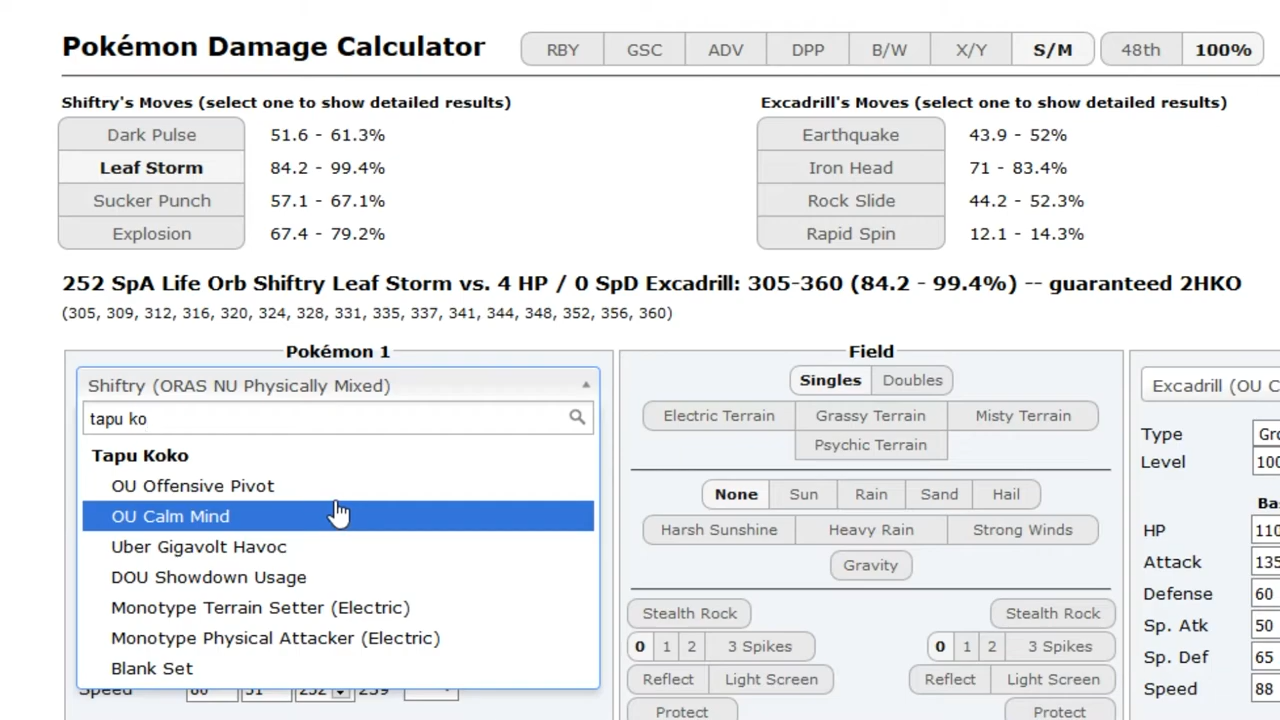 Pokémon Damage Calculator
RBY GSC ADV DPP B/W X/Y S/M 48th 100%
Shiftry's Moves (select one to show detailed results)
Dark Pulse 51.6 - 61.3%
Leaf Storm 84.2 - 99.4%
Sucker Punch 57.1 - 67.1%
Explosion 67.4 - 79.2%
Excadrill's Moves (select one to show detailed results)
Earthquake 43.9 - 52%
Iron Head 71 - 83.4%
Rock Slide 44.2 - 52.3%
Rapid Spin 12.1 - 14.3%
252 SpA Life Orb Shiftry Leaf Storm vs. 4 HP / 0 SpD Excadrill: 305-360 (84.2 - 99.4%) -- guaranteed 2HKO
(305, 309, 312, 316, 320, 324, 328, 331, 335, 337, 341, 344, 348, 352, 356, 360)
Pokémon 1
Shiftry (ORAS NU Physically Mixed)
tapu ko
Tapu Koko
OU Offensive Pivot
OU Calm Mind
Uber Gigavolt Havoc
DOU Showdown Usage
Monotype Terrain Setter (Electric)
Monotype Physical Attacker (Electric)
Blank Set
Speed 252
Field
Singles Doubles
Electric Terrain Grassy Terrain Misty Terrain
Psychic Terrain
None Sun Rain Sand Hail
Harsh Sunshine Heavy Rain Strong Winds
Gravity
Stealth Rock Stealth Rock
0 1 2 3 Spikes 0 1 2 3 Spikes
Reflect Light Screen Reflect Light Screen
Protect Protect
Excadrill (OU C
Type Gro
Level 100
Ba
HP 110
Attack 135
Defense 60
Sp. Atk 50
Sp. Def 65
Speed 88